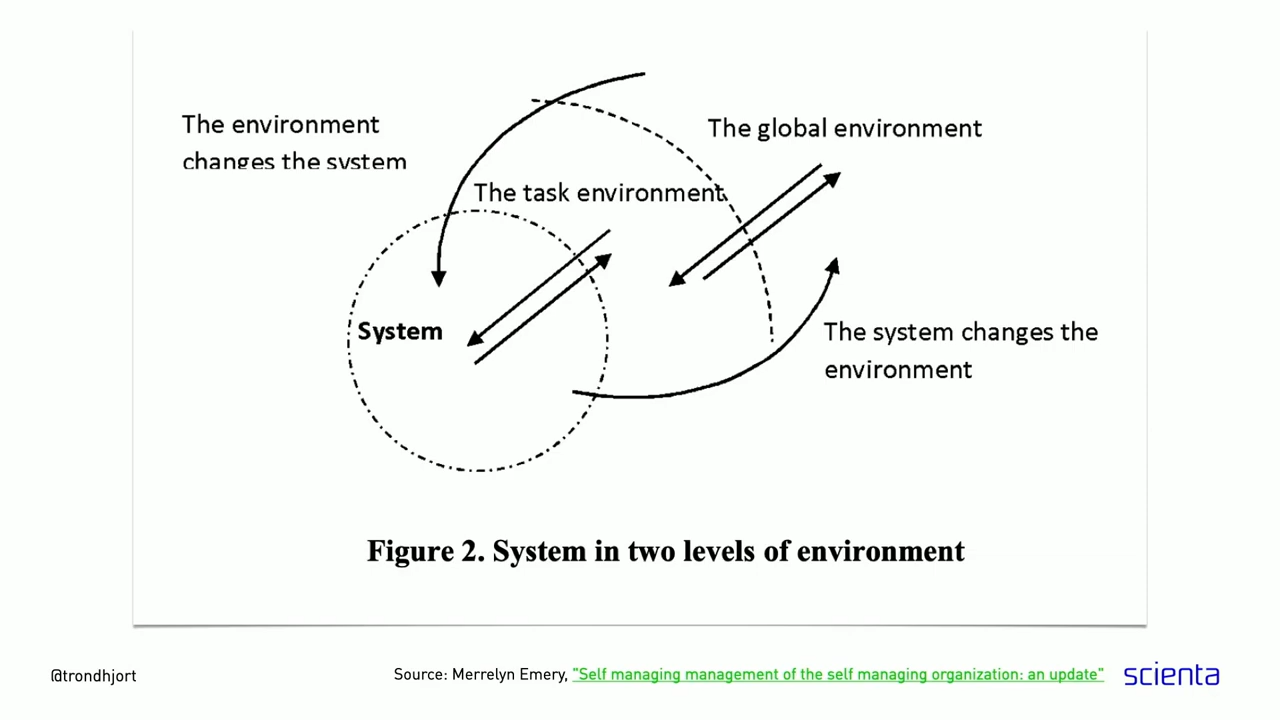 The environment
changes the system
The global environment
The task environment
System
The system changes the
environment
Figure 2. System in two levels of environment
@trondhjort
Source: Merrelyn Emery, "Self managing management of the self managing organization: an update"
scienta